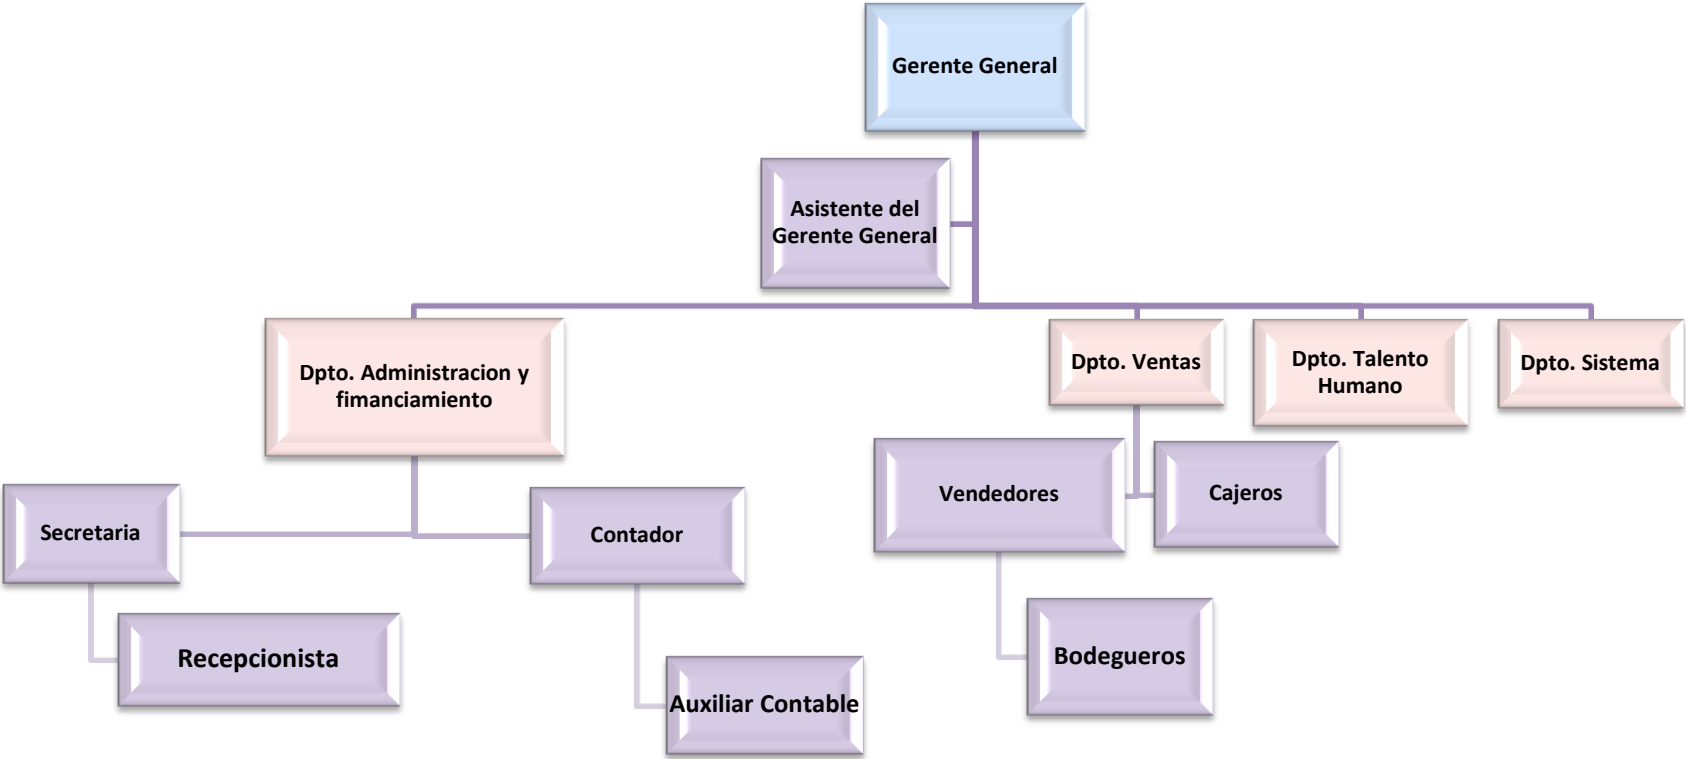 Gerente General
Asistente del
Gerente General
Dpto. Administracion y
fimanciamiento
Dpto. Ventas
Dpto. Talento
Humano
Dpto. Sistema
Secretaria
Contador
Vendedores
Cajeros
Recepcionista
Auxiliar Contable
Bodegueros